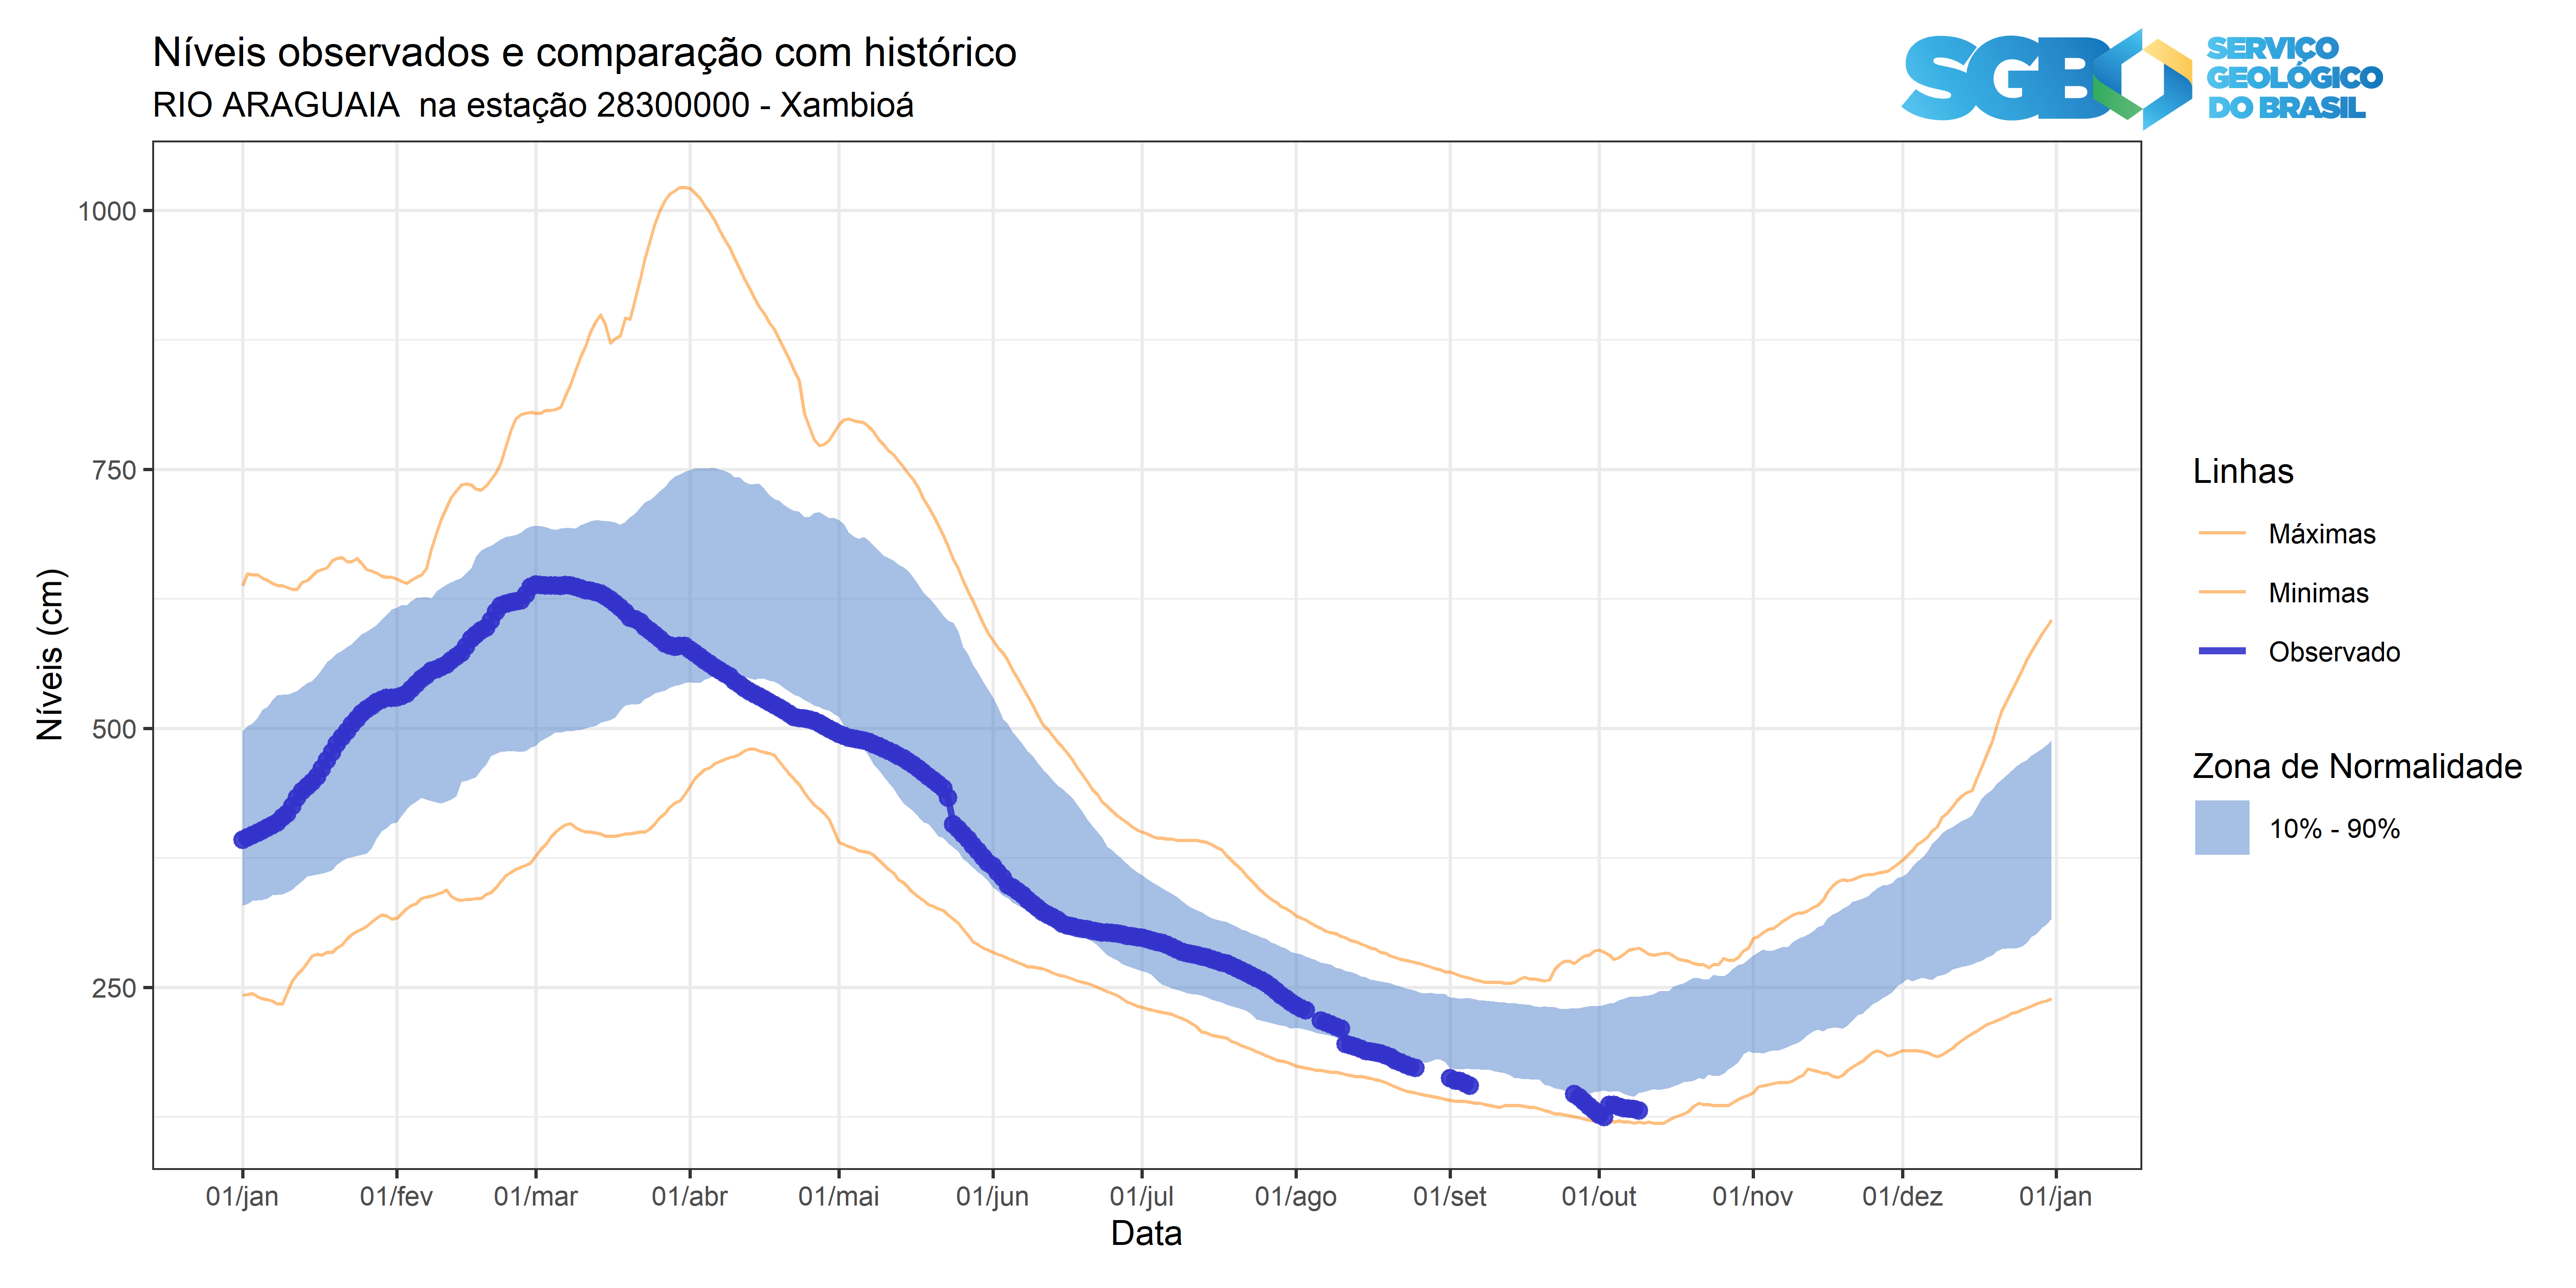 Níveis observados e comparação com histórico
RIO ARAGUAIA  na estação 28300000 - Xambioá
SGB
SERVIÇO
GEOLÓGICO
DO BRASIL
Níveis (cm)
1000
750
500
250
01/jan
01/fev
01/mar
01/abr
01/mai
01/jun
01/jul
01/ago
01/set
01/out
01/nov
01/dez
01/jan
Data
Linhas
Máximas
Minimas
Observado
Zona de Normalidade
10% - 90%